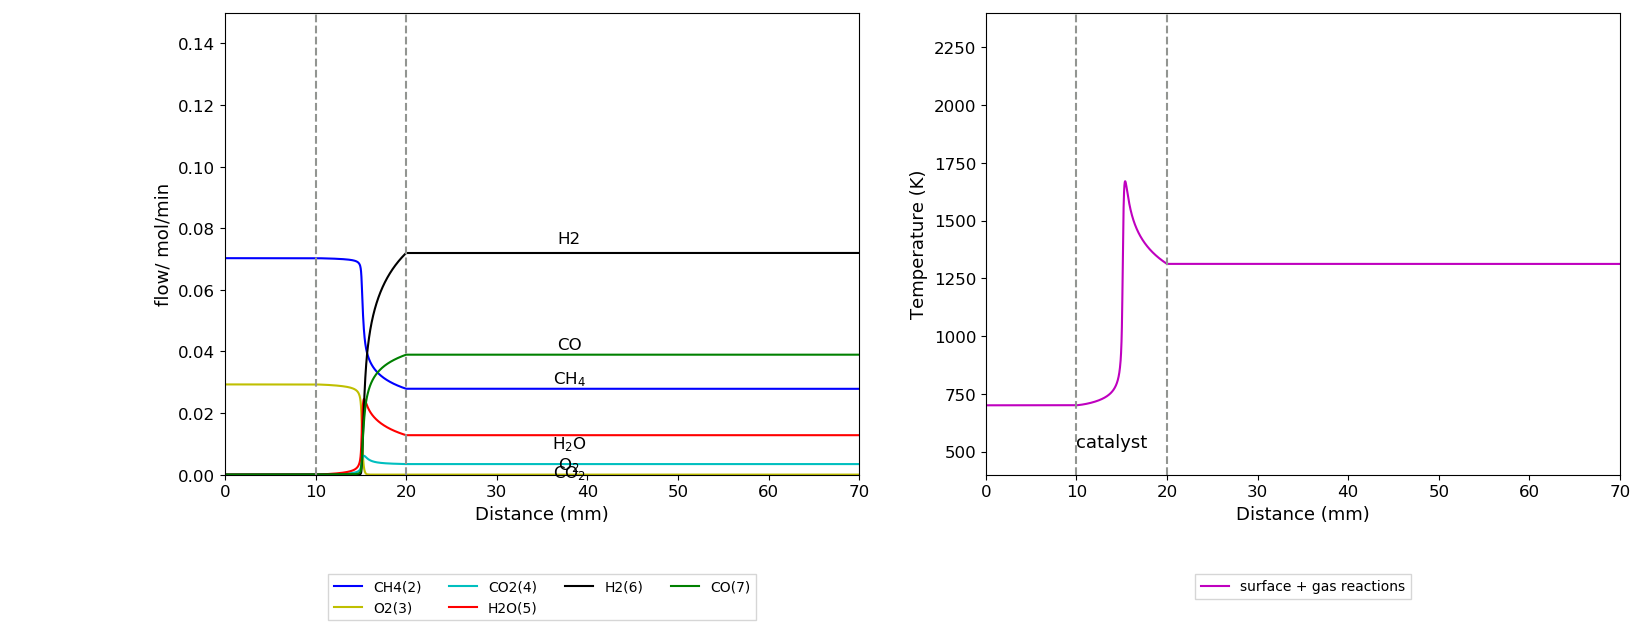 0.14
0.12
0.10
0.08
0.06
0.04
0.02
0.00
flow/ mol/min
H2
CO
CH₄
H₂O
O₂
CO₂
0 10 20 30 40 50 60 70
Distance (mm)
CH4(2) CO2(4) H2(6) CO(7)
O2(3) H2O(5)
2250
2000
1750
1500
1250
1000
750
500
Temperature (K)
catalyst
0 10 20 30 40 50 60 70
Distance (mm)
surface + gas reactions